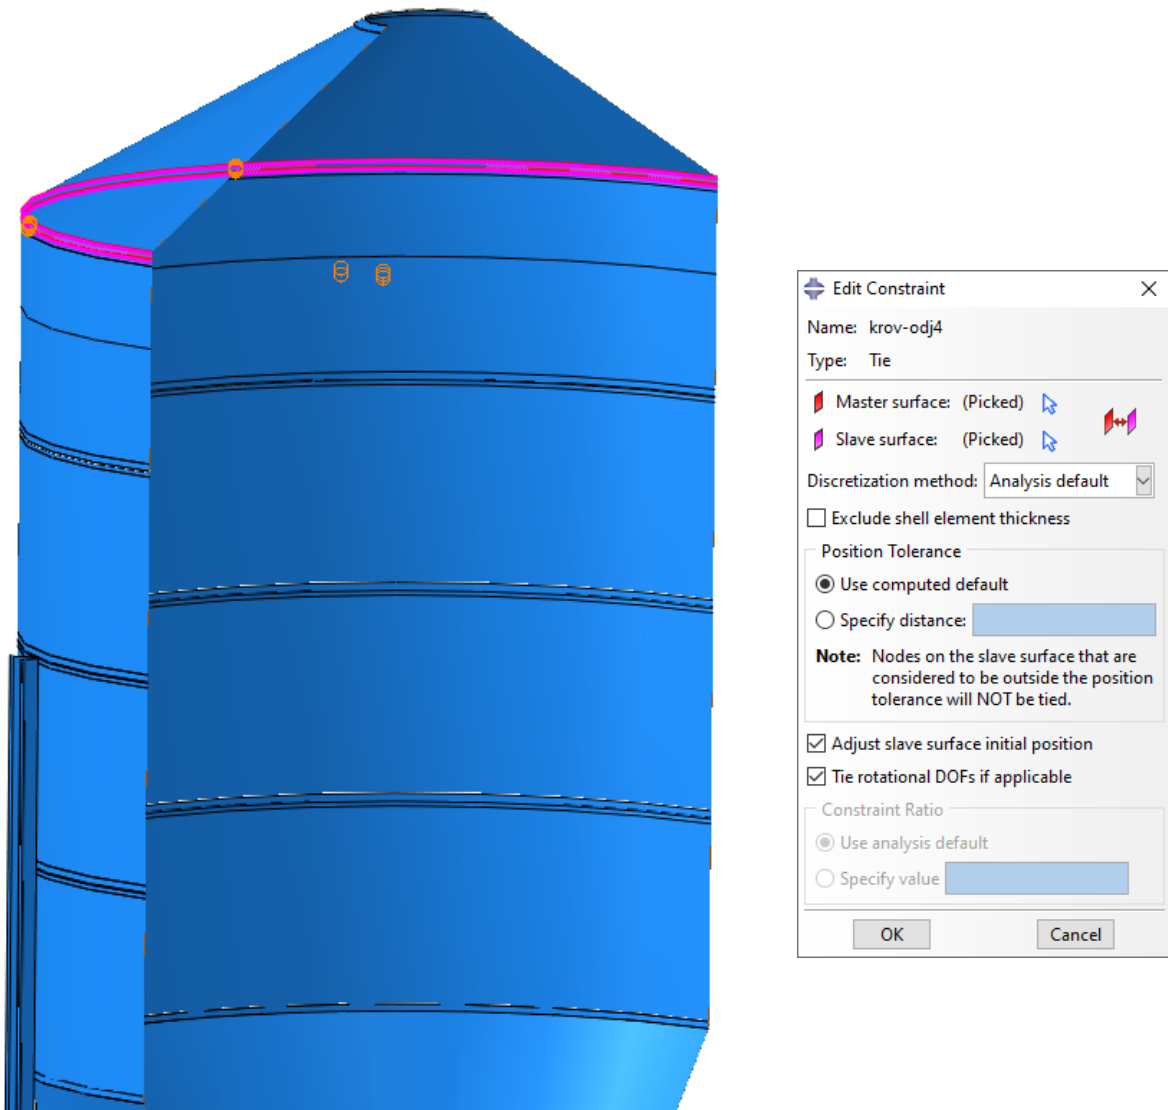 Edit Constraint
Name: krov-odj4
Type: Tie
Master surface: (Picked)
Slave surface: (Picked)
Discretization method: Analysis default
Exclude shell element thickness
Position Tolerance
Use computed default
Specify distance:
Note: Nodes on the slave surface that are
considered to be outside the position
tolerance will NOT be tied.
Adjust slave surface initial position
Tie rotational DOFs if applicable
Constraint Ratio
Use analysis default
Specify value
OK Cancel